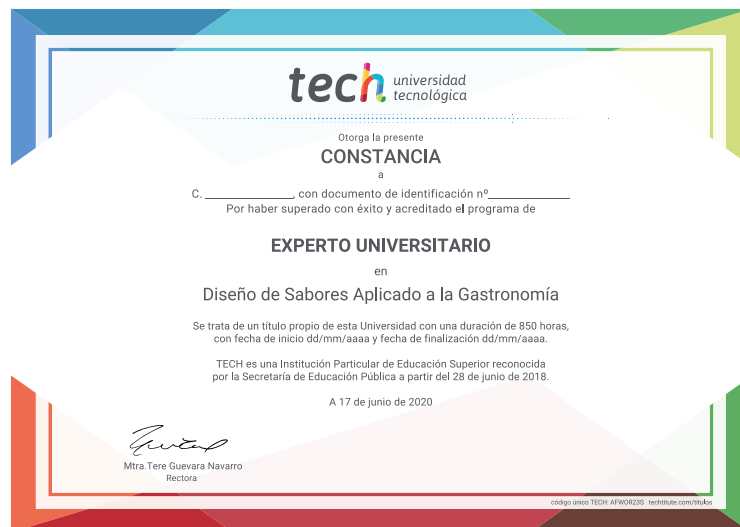 tech universidad
tecnológica
Otorga la presente
CONSTANCIA
a
C. ______________, con documento de identificación nº______________
Por haber superado con éxito y acreditado el programa de
EXPERTO UNIVERSITARIO
en
Diseño de Sabores Aplicado a la Gastronomía
Se trata de un título propio de esta Universidad con una duración de 850 horas,
con fecha de inicio dd/mm/aaaa y fecha de finalización dd/mm/aaaa.
TECH es una Institución Particular de Educación Superior reconocida
por la Secretaría de Educación Pública a partir del 28 de junio de 2018.
A 17 de junio de 2020
Mtra.Tere Guevara Navarro
Rectora
código único TECH: AFWOR23S techtitute.com/titulos